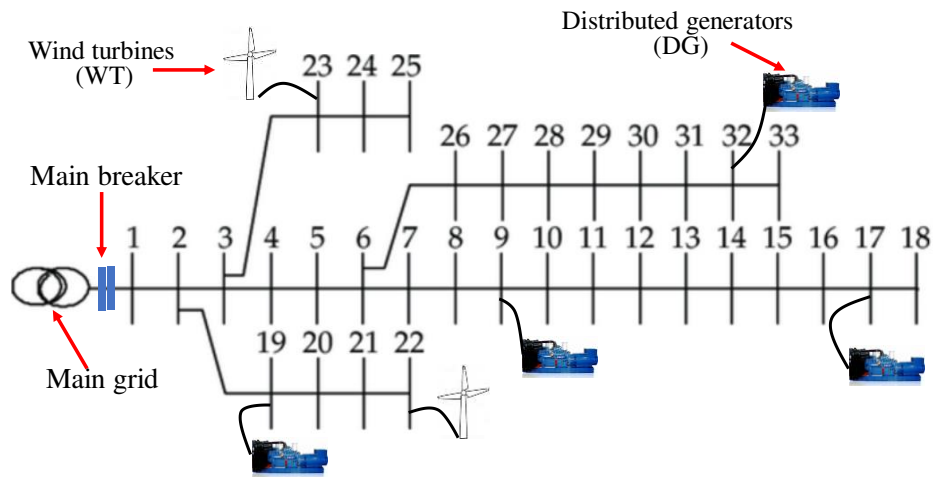 Distributed generators
(DG)
Wind turbines
(WT)
23 24 25
26 27 28 29 30 31 32 33
Main breaker
1 2 3 4 5 6 7 8 9 10 11 12 13 14 15 16 17 18
19 20 21 22
Main grid